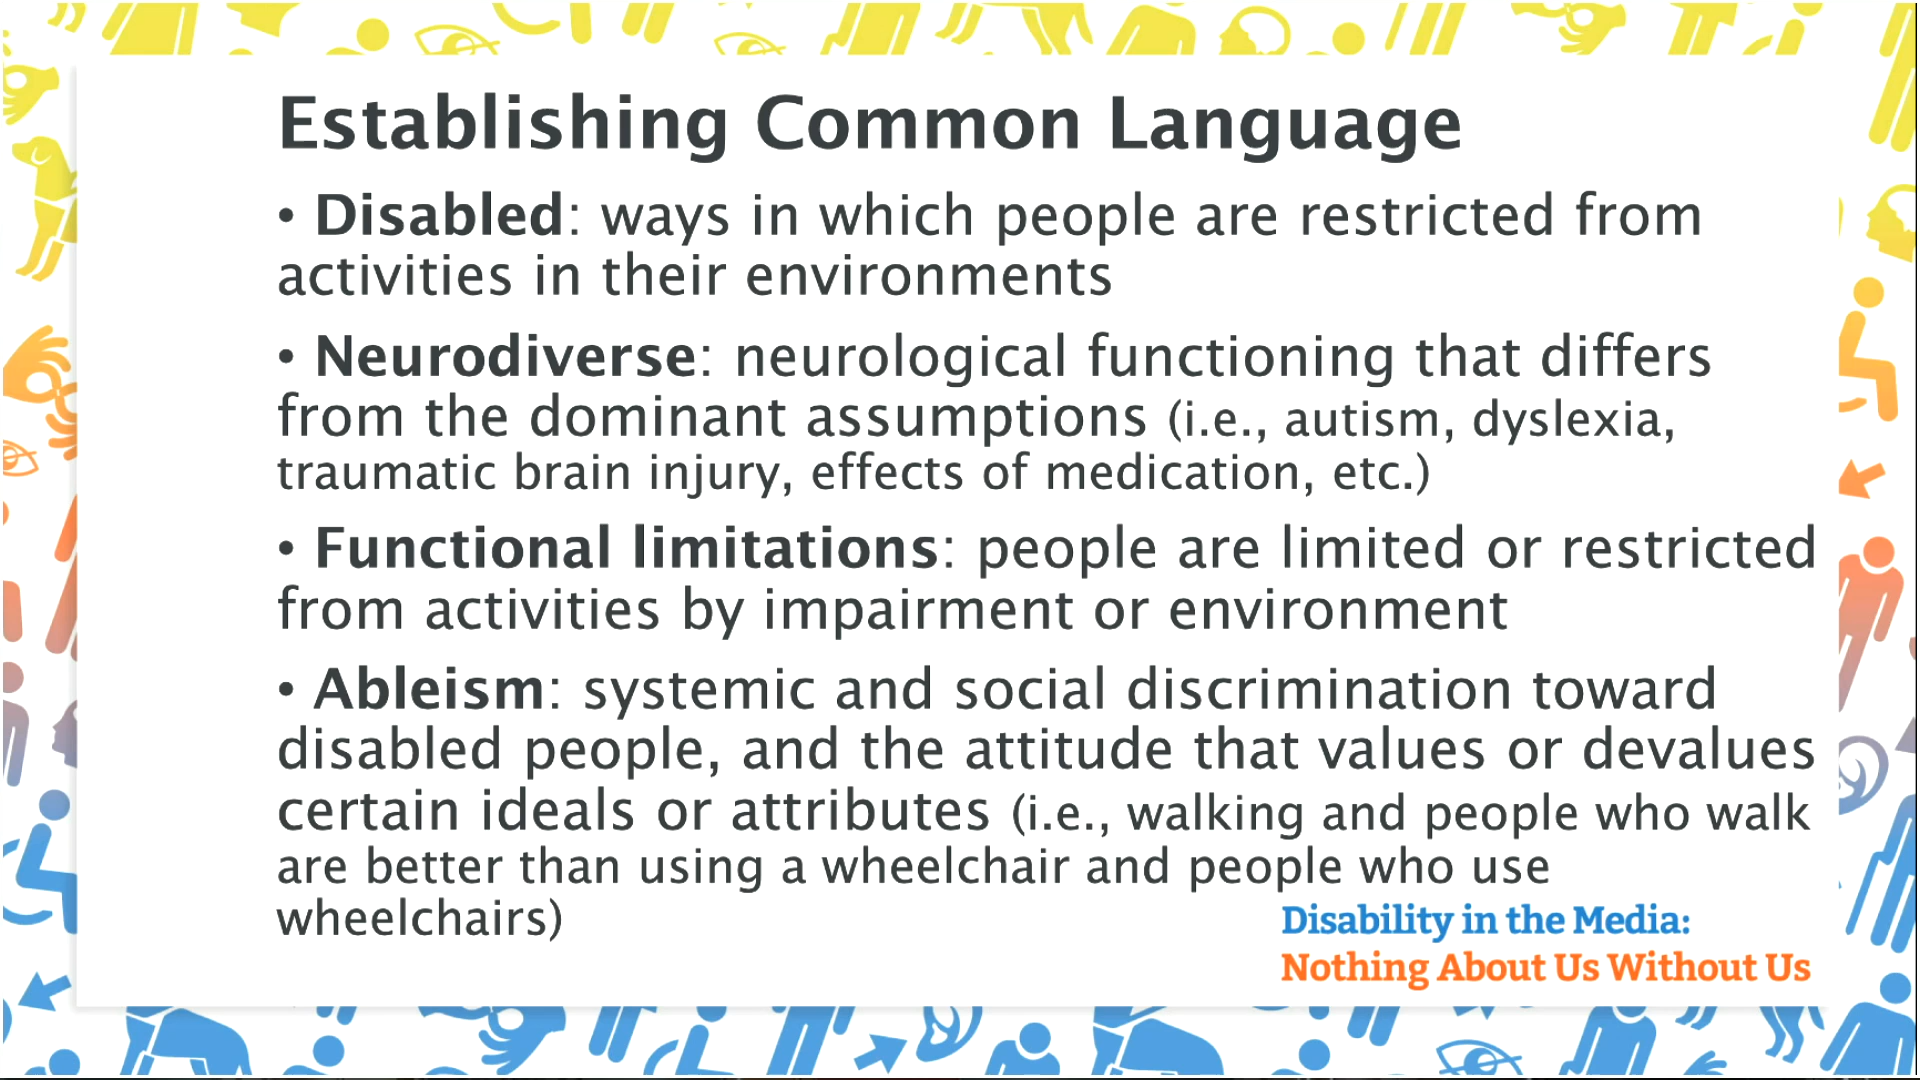 Establishing Common Language
• Disabled: ways in which people are restricted from
activities in their environments
• Neurodiverse: neurological functioning that differs
from the dominant assumptions (i.e., autism, dyslexia,
traumatic brain injury, effects of medication, etc.)
• Functional limitations: people are limited or restricted
from activities by impairment or environment
• Ableism: systemic and social discrimination toward
disabled people, and the attitude that values or devalues
certain ideals or attributes (i.e., walking and people who walk
are better than using a wheelchair and people who use
wheelchairs)
Disability in the Media:
Nothing About Us Without Us